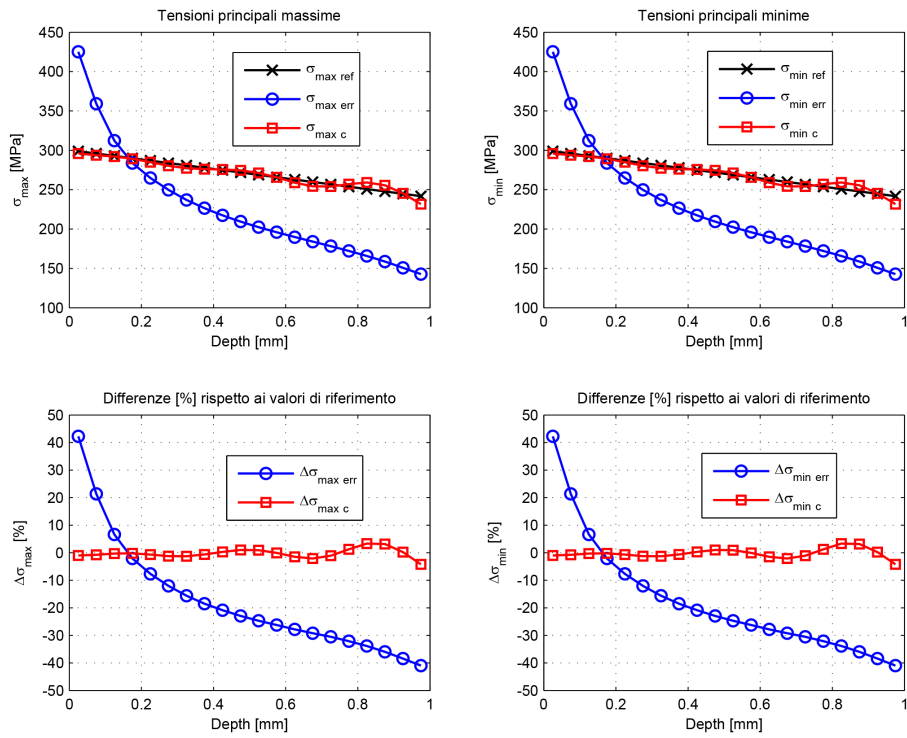 Tensioni principali massime
450
400
350
300
250
200
150
100
σmax [MPa]
σmax ref
σmax err
σmax c
0 0.2 0.4 0.6 0.8 1
Depth [mm]
Tensioni principali minime
450
400
350
300
250
200
150
100
σmin [MPa]
σmin ref
σmin err
σmin c
0 0.2 0.4 0.6 0.8 1
Depth [mm]
Differenze [%] rispetto ai valori di riferimento
50
40
30
20
10
0
-10
-20
-30
-40
-50
Δσmax [%]
Δσmax err
Δσmax c
0 0.2 0.4 0.6 0.8 1
Depth [mm]
Differenze [%] rispetto ai valori di riferimento
50
40
30
20
10
0
-10
-20
-30
-40
-50
Δσmin [%]
Δσmin err
Δσmin c
0 0.2 0.4 0.6 0.8 1
Depth [mm]